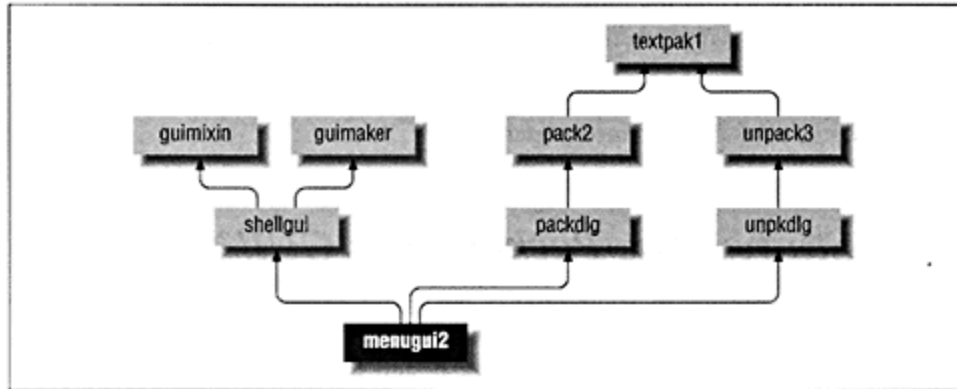 textpak1
guimixin
guimaker
pack2
unpack3
shellgui
packdlg
unpkdlg
menugui2